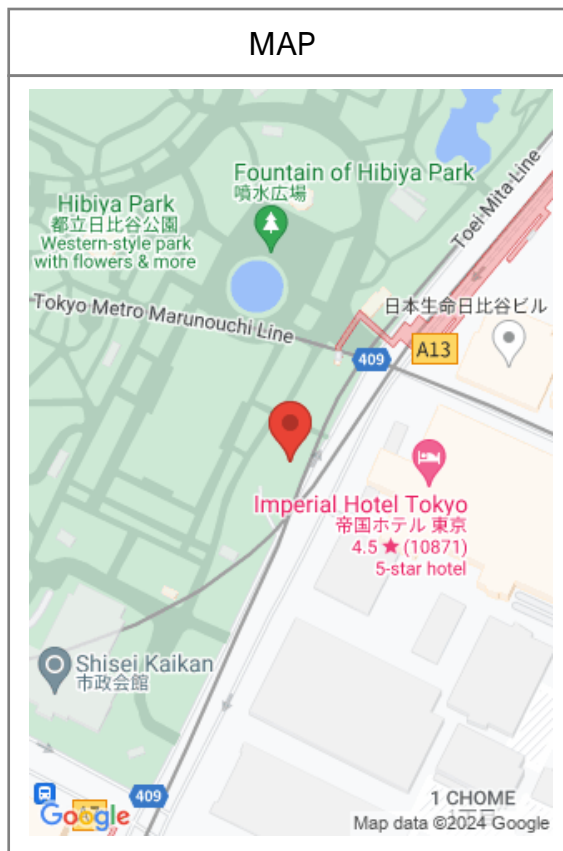 MAP
Toei Mita Line
Fountain of Hibiya Park
噴水広場
Hibiya Park
都立日比谷公園
Western-style park
with flowers & more
Tokyo Metro Marunouchi Line
日本生命日比谷ビル
A13
409
Imperial Hotel Tokyo
帝国ホテル 東京
4.5 ★ (10871)
5-star hotel
Shisei Kaikan
市政会館
409
1 CHOME
Google
Map data ©2024 Google